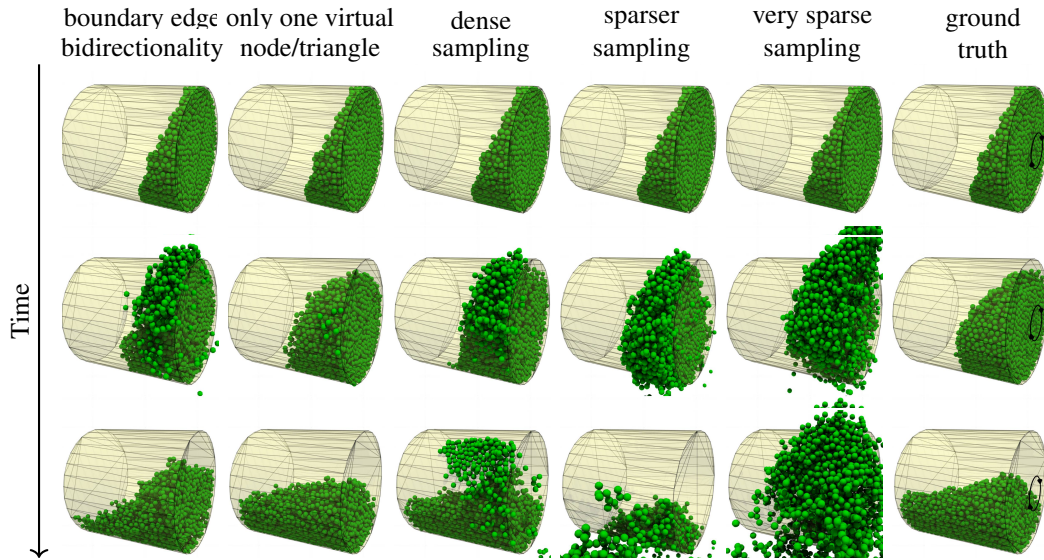 boundary edge
bidirectionality
only one virtual
node/triangle
dense
sampling
sparser
sampling
very sparse
sampling
ground
truth
Time